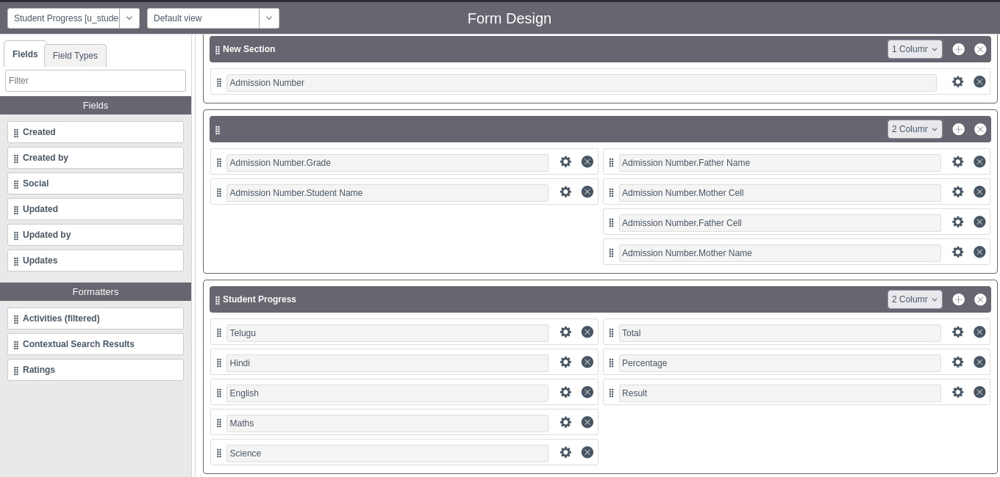 Student Progress [u_stude
Default view
Form Design
Fields
Field Types
Filter
Fields
Created
Created by
Social
Updated
Updated by
Updates
Formatters
Activities (filtered)
Contextual Search Results
Ratings
New Section
1 Column
Admission Number
2 Column
Admission Number.Grade
Admission Number.Student Name
Admission Number.Father Name
Admission Number.Mother Cell
Admission Number.Father Cell
Admission Number.Mother Name
Student Progress
2 Column
Telugu
Hindi
English
Maths
Science
Total
Percentage
Result